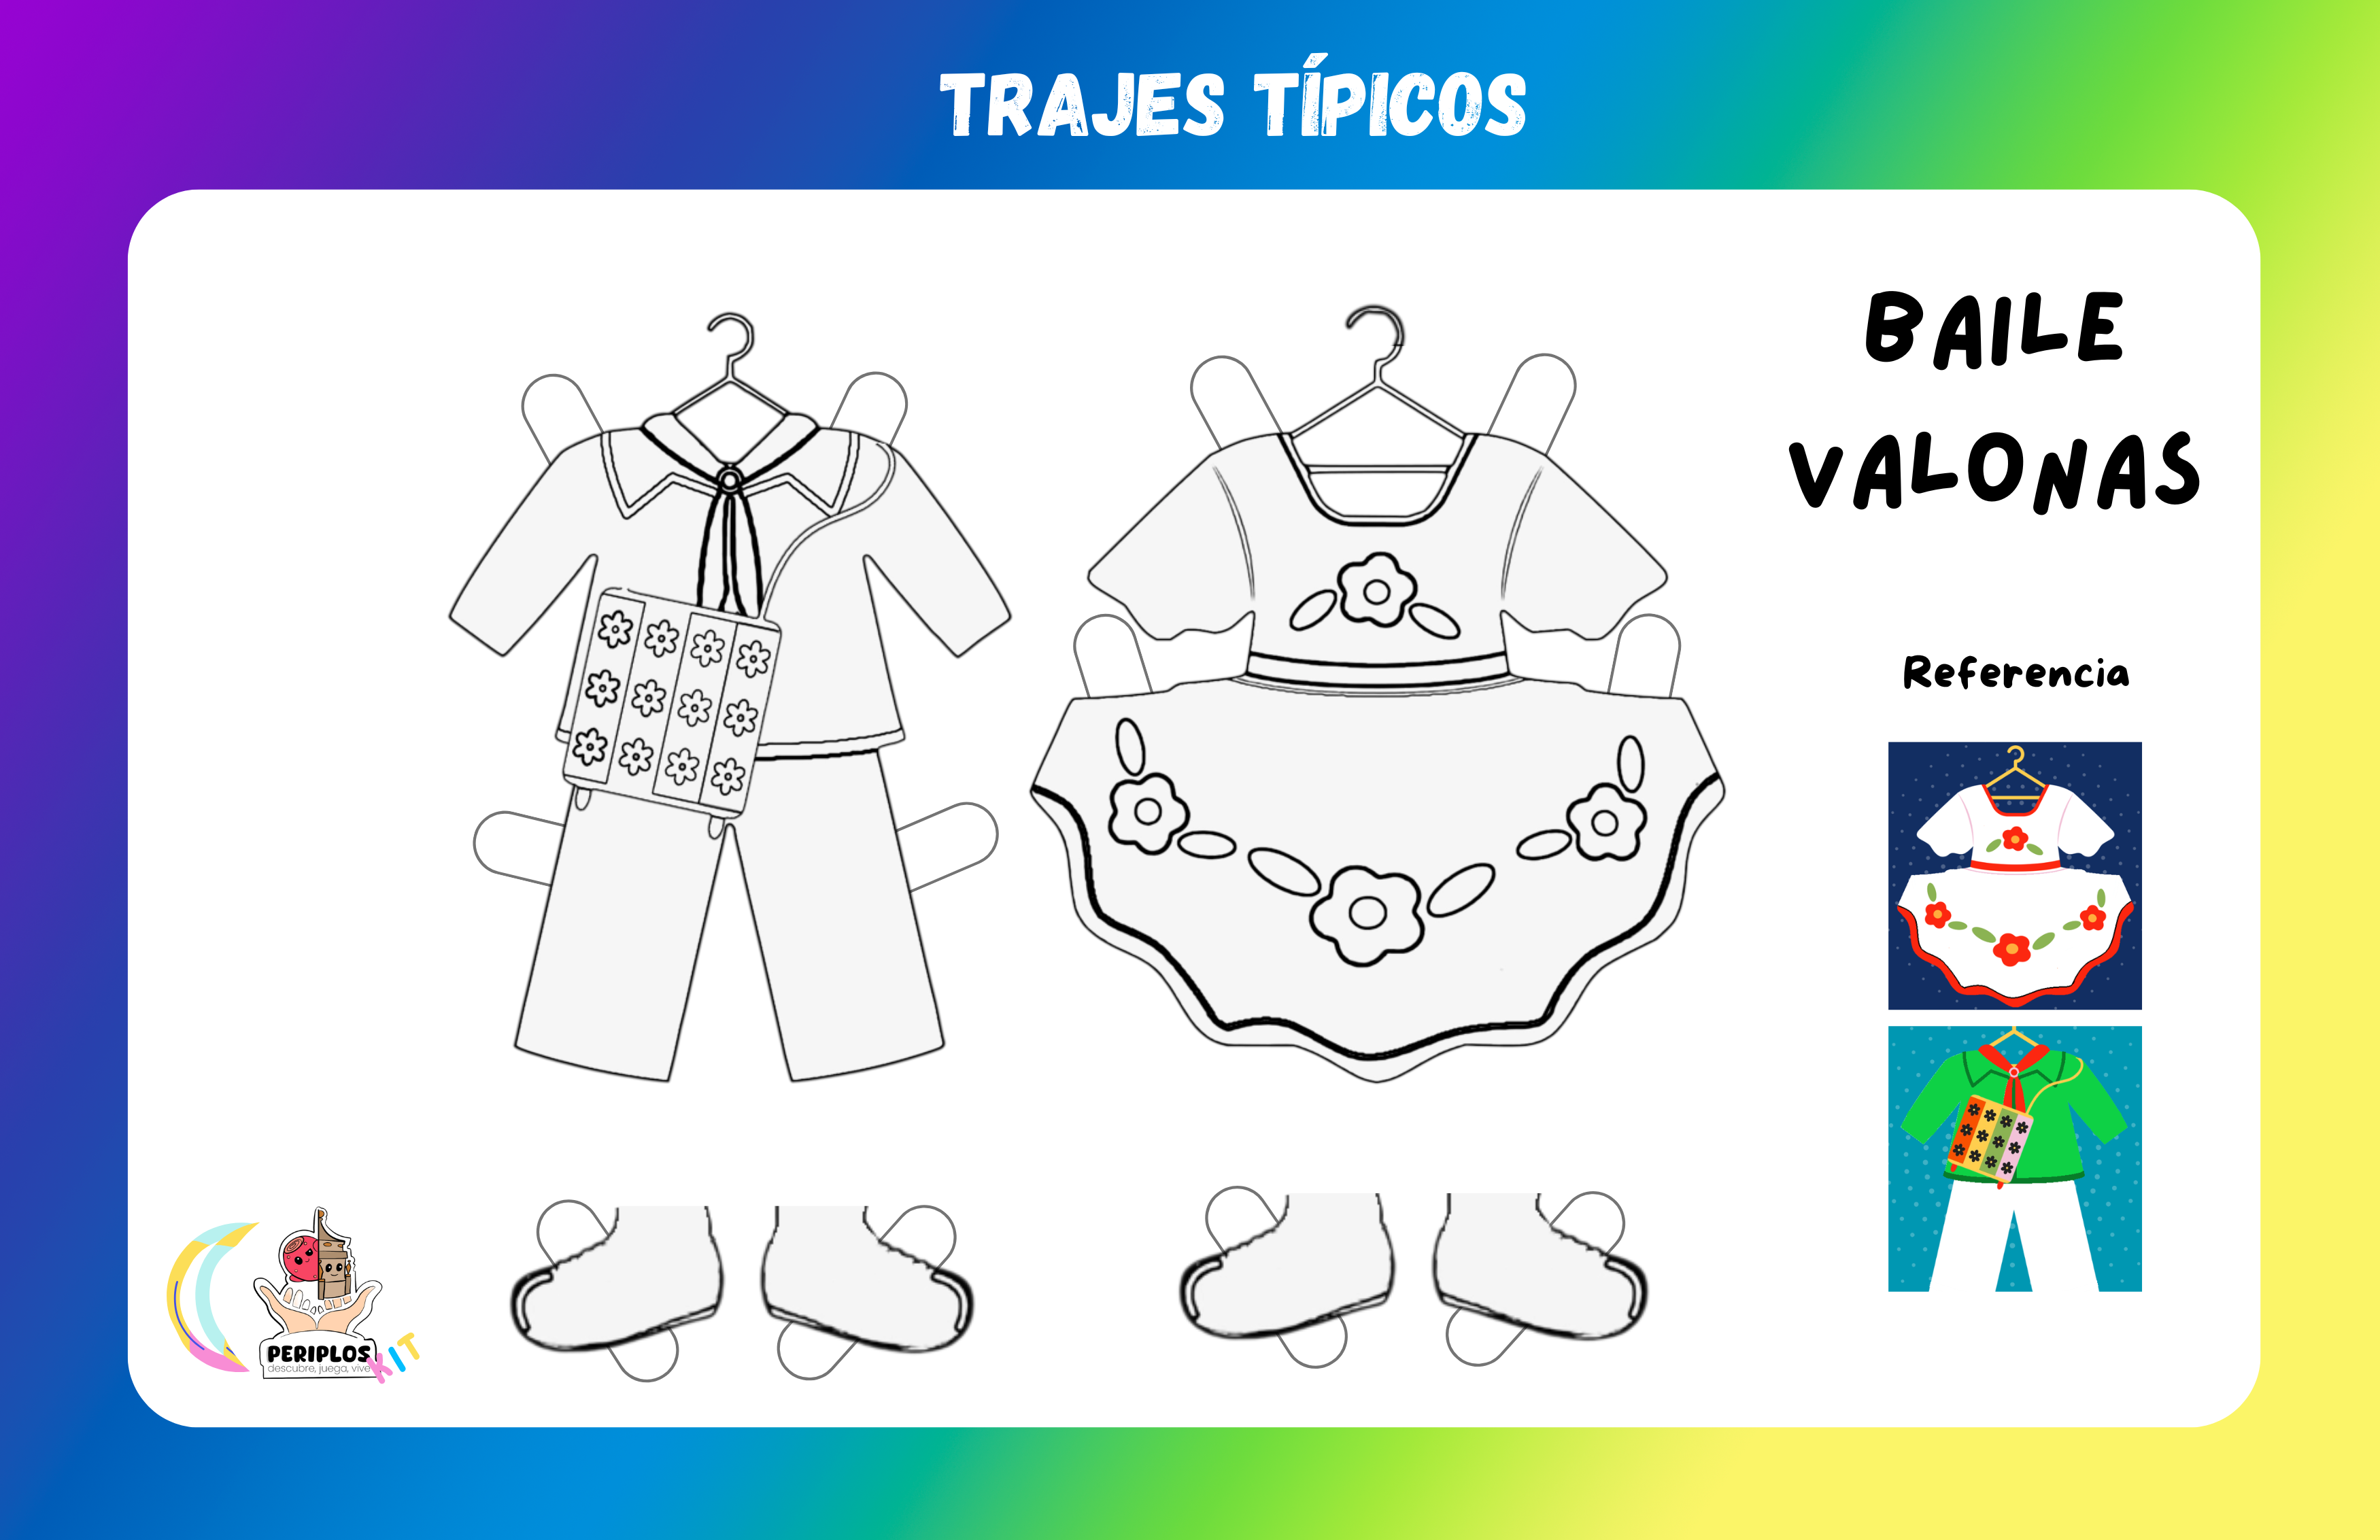 TRAJES TÍPICOS
BAILE
VALONAS
Referencia
PERIPLOS
descubre, juega, vive
KIT